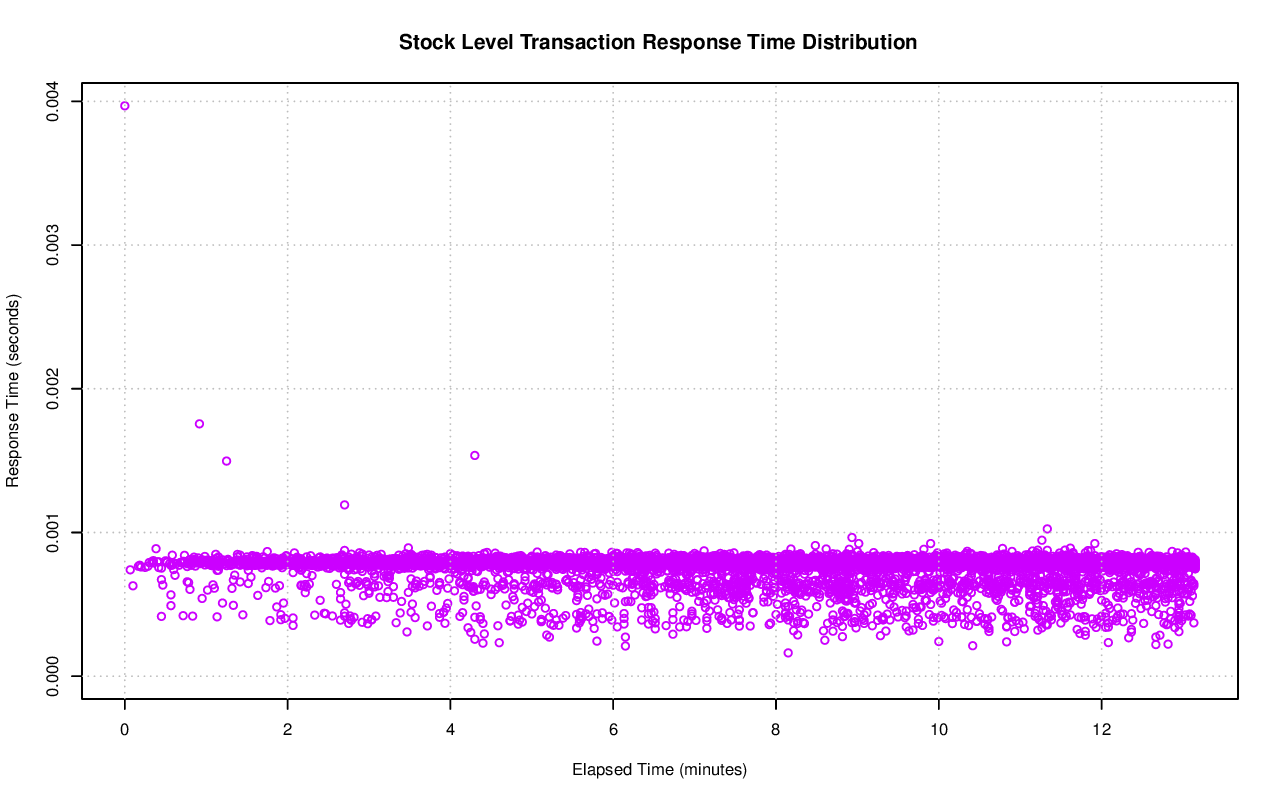 Stock Level Transaction Response Time Distribution
Response Time (seconds)
0.004
0.003
0.002
0.001
0.000
0 2 4 6 8 10 12
Elapsed Time (minutes)